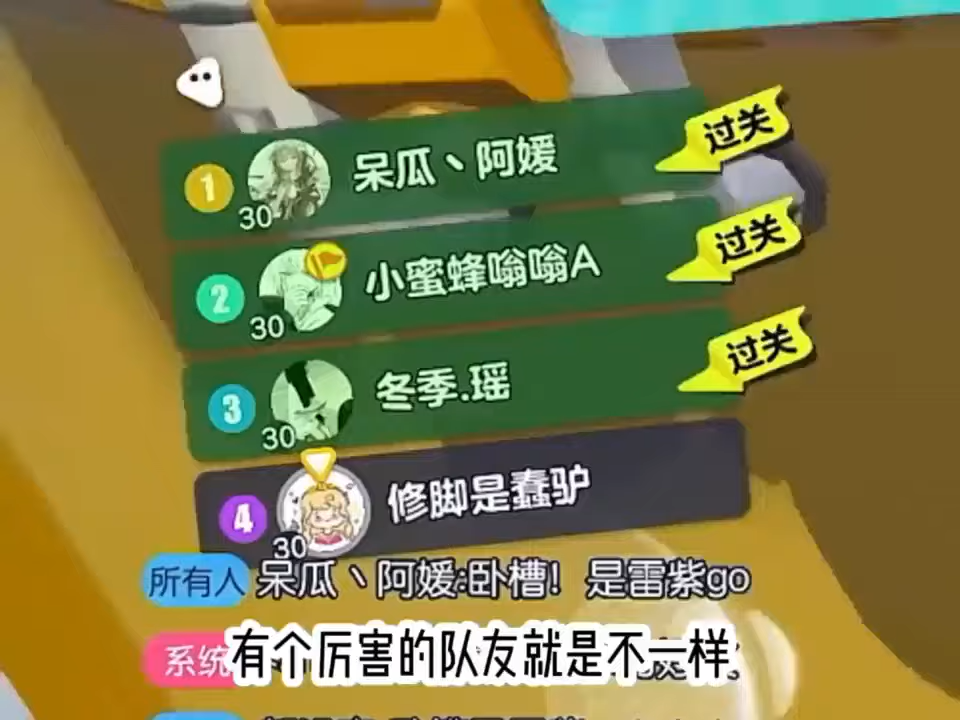 1 呆瓜丶阿媛 过关
30
2 小蜜蜂嗡嗡A 过关
30
3 冬季.瑶 过关
30
4 修脚是蠢驴
30
所有人 呆瓜丶阿媛:卧槽！是雷紫go
系统
有个厉害的队友就是不一样